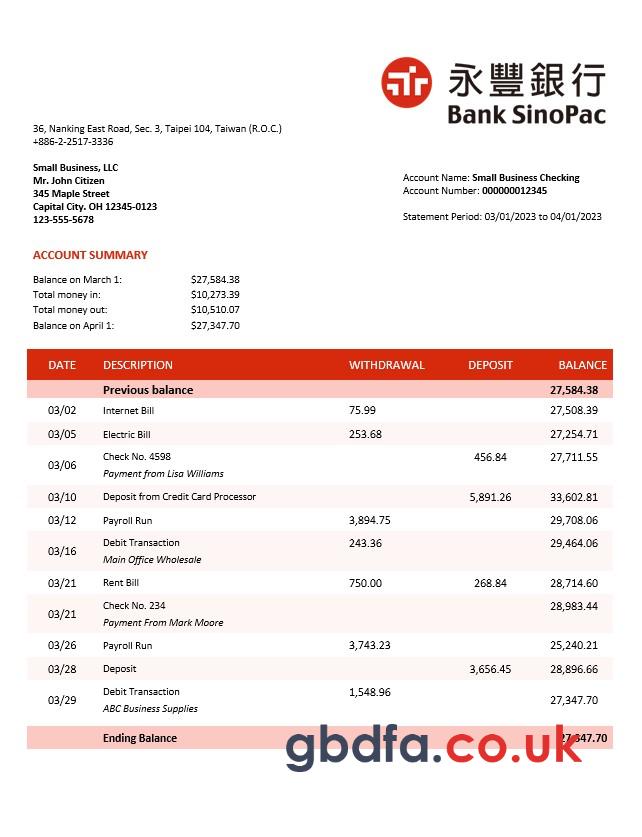 永豐銀行
Bank SinoPac
36, Nanking East Road, Sec. 3, Taipei 104, Taiwan (R.O.C.)
+886-2-2517-3336
Small Business, LLC
Mr. John Citizen
345 Maple Street
Capital City. OH 12345-0123
123-555-5678
Account Name: Small Business Checking
Account Number: 000000012345
Statement Period: 03/01/2023 to 04/01/2023
ACCOUNT SUMMARY
Balance on March 1: $27,584.38
Total money in: $10,273.39
Total money out: $10,510.07
Balance on April 1: $27,347.70
DATE DESCRIPTION WITHDRAWAL DEPOSIT BALANCE
Previous balance 27,584.38
03/02 Internet Bill 75.99 27,508.39
03/05 Electric Bill 253.68 27,254.71
03/06 Check No. 4598 456.84 27,711.55
Payment from Lisa Williams
03/10 Deposit from Credit Card Processor 5,891.26 33,602.81
03/12 Payroll Run 3,894.75 29,708.06
03/16 Debit Transaction 243.36 29,464.06
Main Office Wholesale
03/21 Rent Bill 750.00 268.84 28,714.60
03/21 Check No. 234 28,983.44
Payment From Mark Moore
03/26 Payroll Run 3,743.23 25,240.21
03/28 Deposit 3,656.45 28,896.66
03/29 Debit Transaction 1,548.96 27,347.70
ABC Business Supplies
Ending Balance 27,347.70
gbdfa.co.uk